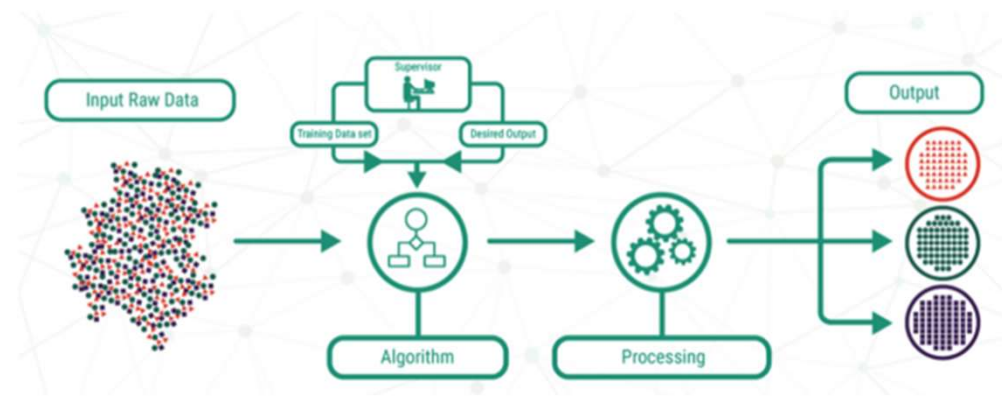 Supervisor
Input Raw Data
Output
Training Data set
Desired Output
Algorithm
Processing